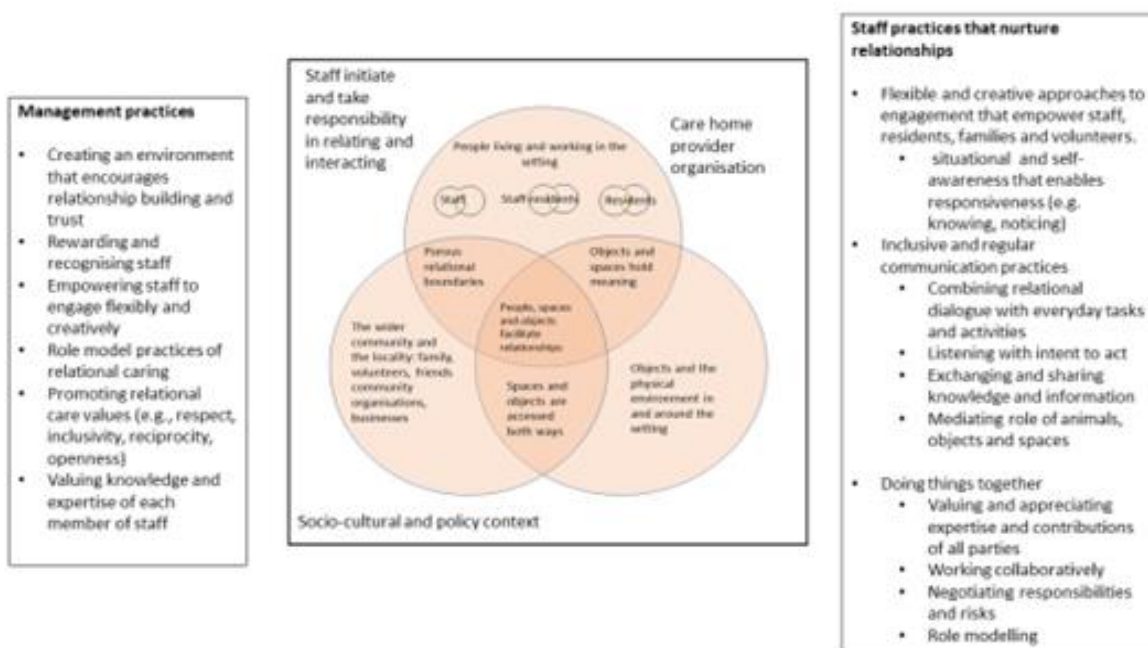 Management practices
• Creating an environment
that encourages
relationship building and
trust
• Rewarding and
recognising staff
• Empowering staff to
engage flexibly and
creatively
• Role model practices of
relational caring
• Promoting relational
care values (e.g., respect,
inclusivity, reciprocity,
openness)
• Valuing knowledge and
expertise of each
member of staff
Staff initiate
and take
responsibility
in relating and
interacting
Care home
provider
organisation
People living and working in the
setting
Staff
Staff-residents
Residents
Porous
relational
boundaries
Objects and
spaces hold
meaning
People, spaces
and objects
facilitate
relationships
The wider
community and
the locality: family,
volunteers, friends
community
organisations,
businesses
Spaces and
objects are
accessed
both ways
Objects and the
physical
environment in
and around the
setting
Socio-cultural and policy context
Staff practices that nurture
relationships
• Flexible and creative approaches to
engagement that empower staff,
residents, families and volunteers.
• situational and self-
awareness that enables
responsiveness (e.g.
knowing, noticing)
• Inclusive and regular
communication practices
• Combining relational
dialogue with everyday tasks
and activities
• Listening with intent to act
• Exchanging and sharing
knowledge and information
• Mediating role of animals,
objects and spaces
• Doing things together
• Valuing and appreciating
expertise and contributions
of all parties
• Working collaboratively
• Negotiating responsibilities
and risks
• Role modelling